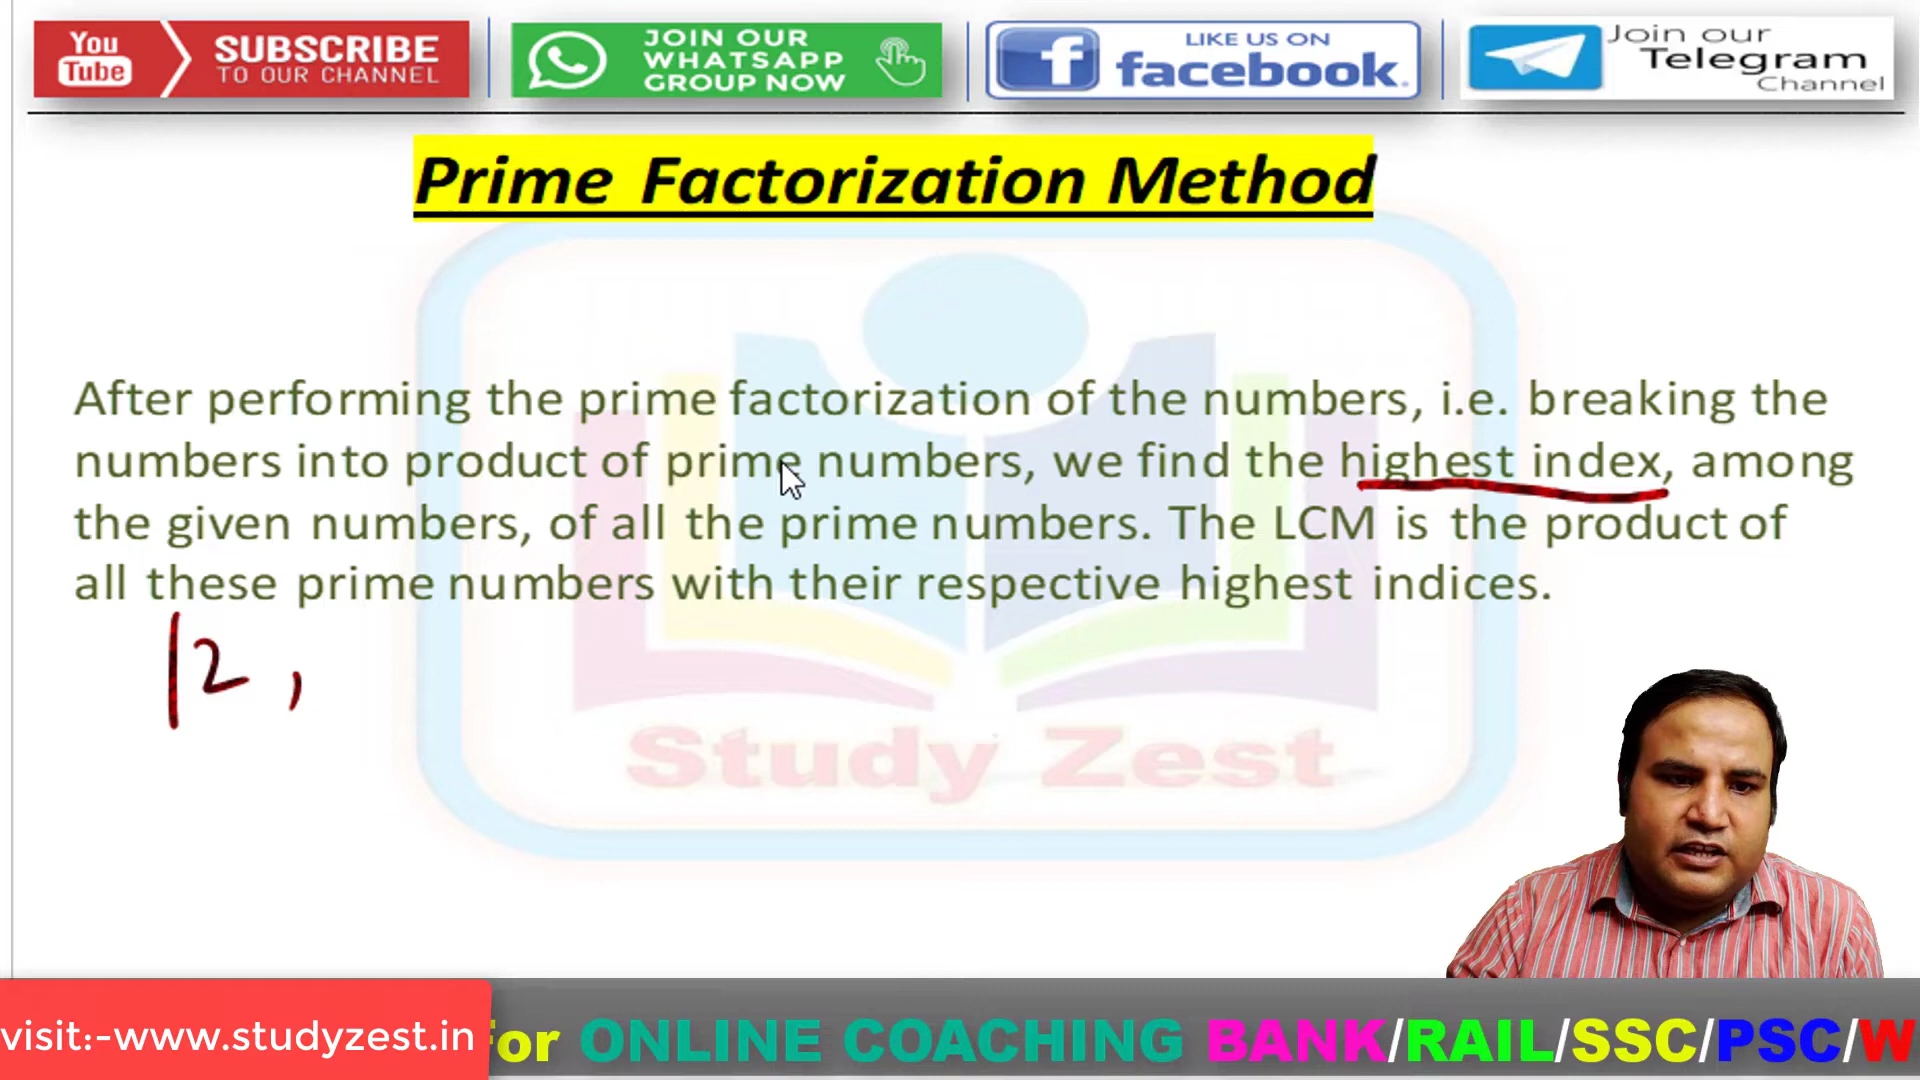 You Tube SUBSCRIBE TO OUR CHANNEL
JOIN OUR WHATSAPP GROUP NOW
LIKE US ON facebook.
Join our Telegram Channel
Prime Factorization Method
After performing the prime factorization of the numbers, i.e. breaking the
numbers into product of prime numbers, we find the highest index, among
the given numbers, of all the prime numbers. The LCM is the product of
all these prime numbers with their respective highest indices.
12 ,
Study Zest
visit:-www.studyzest.in
For ONLINE COACHING BANK/RAIL/SSC/PSC/W